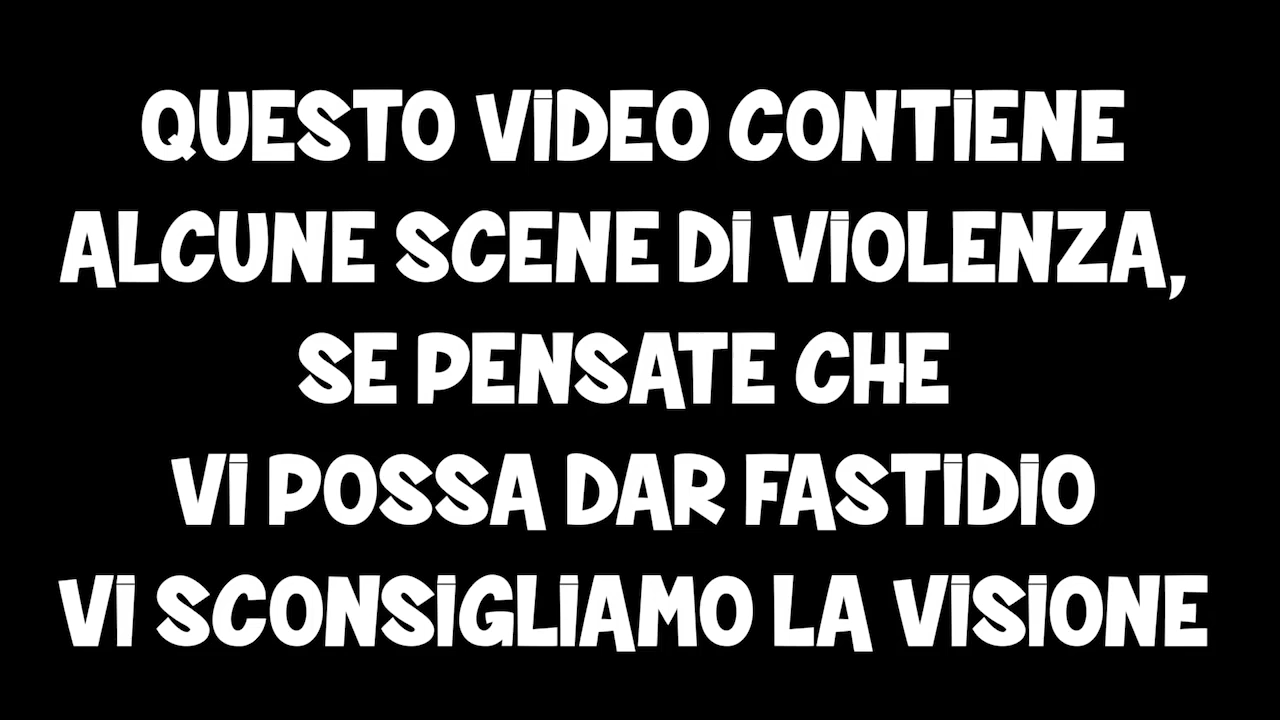 QUESTO VIDEO CONTIENE
ALCUNE SCENE DI VIOLENZA,
SE PENSATE CHE
VI POSSA DAR FASTIDIO
VI SCONSIGLIAMO LA VISIONE